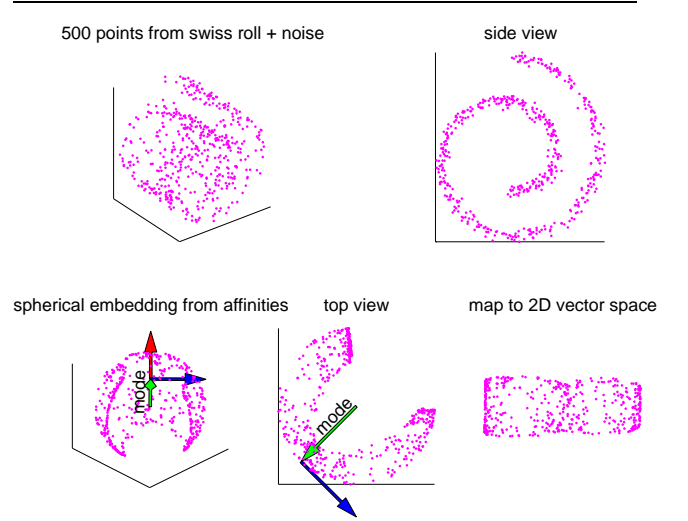 500 points from swiss roll + noise
side view
spherical embedding from affinities
top view
map to 2D vector space
mode
mode